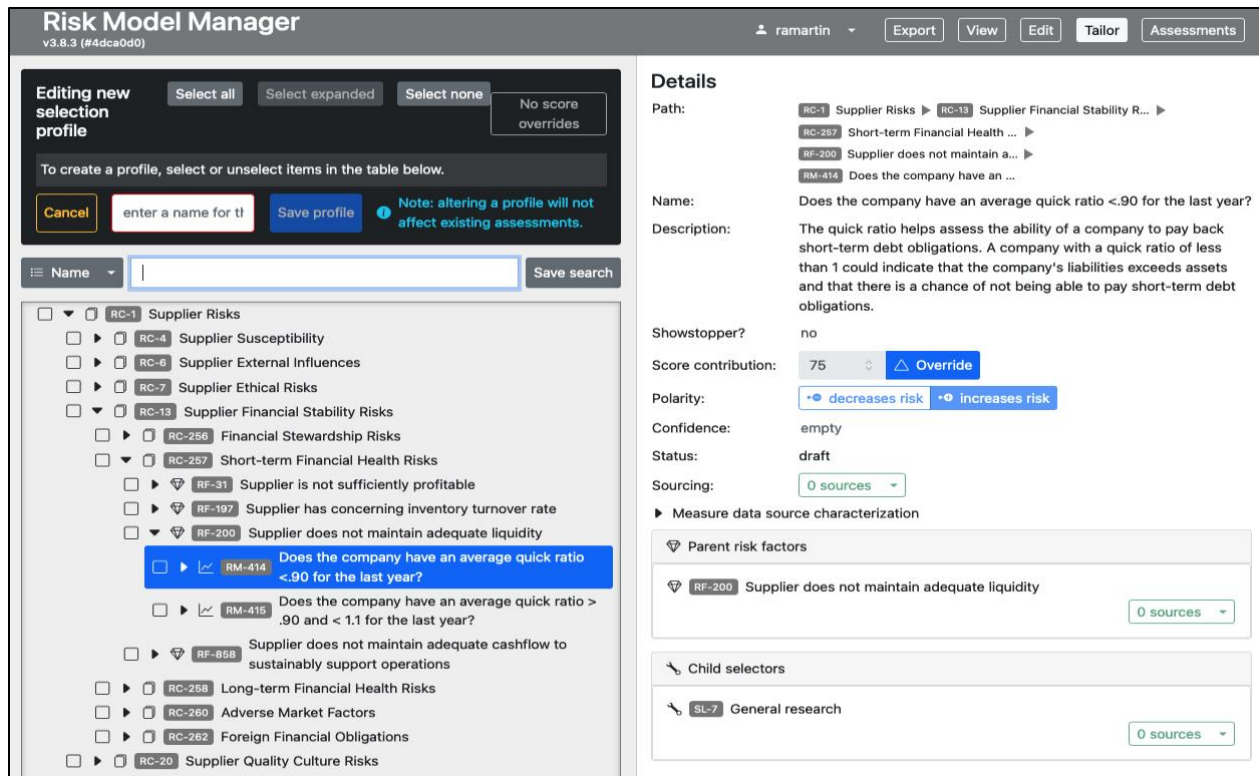 Risk Model Manager
v3.8.3 (#4dca0d0)
ramartin
Export
View
Edit
Tailor
Assessments
Editing new
selection
profile
Select all
Select expanded
Select none
No score
overrides
To create a profile, select or unselect items in the table below.
Cancel
enter a name for th
Save profile
Note: altering a profile will not
affect existing assessments.
Name
Save search
RC-1 Supplier Risks
RC-4 Supplier Susceptibility
RC-6 Supplier External Influences
RC-7 Supplier Ethical Risks
RC-13 Supplier Financial Stability Risks
RC-256 Financial Stewardship Risks
RC-257 Short-term Financial Health Risks
RF-31 Supplier is not sufficiently profitable
RF-197 Supplier has concerning inventory turnover rate
RF-200 Supplier does not maintain adequate liquidity
RM-414 Does the company have an average quick ratio
<.90 for the last year?
RM-415 Does the company have an average quick ratio >
.90 and < 1.1 for the last year?
RF-858 Supplier does not maintain adequate cashflow to
sustainably support operations
RC-258 Long-term Financial Health Risks
RC-260 Adverse Market Factors
RC-262 Foreign Financial Obligations
RC-20 Supplier Quality Culture Risks
Details
Path:
RC-1 Supplier Risks ▶ RC-13 Supplier Financial Stability R... ▶
RC-257 Short-term Financial Health ... ▶
RF-200 Supplier does not maintain a... ▶
RM-414 Does the company have an ...
Name: Does the company have an average quick ratio <.90 for the last year?
Description: The quick ratio helps assess the ability of a company to pay back
short-term debt obligations. A company with a quick ratio of less
than 1 could indicate that the company's liabilities exceeds assets
and that there is a chance of not being able to pay short-term debt
obligations.
Showstopper? no
Score contribution: 75 Override
Polarity: decreases risk increases risk
Confidence: empty
Status: draft
Sourcing: 0 sources
Measure data source characterization
Parent risk factors
RF-200 Supplier does not maintain adequate liquidity
0 sources
Child selectors
SL-7 General research
0 sources